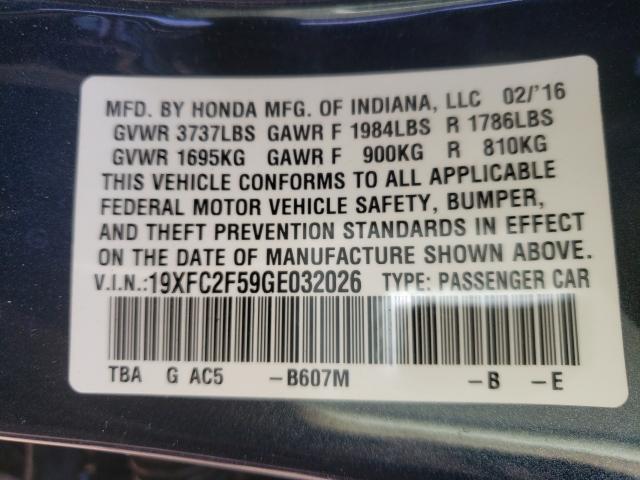 MFD. BY HONDA MFG. OF INDIANA, LLC 02/'16
GVWR 3737LBS GAWR F 1984LBS R 1786LBS
GVWR 1695KG GAWR F 900KG R 810KG
THIS VEHICLE CONFORMS TO ALL APPLICABLE
FEDERAL MOTOR VEHICLE SAFETY, BUMPER,
AND THEFT PREVENTION STANDARDS IN EFFECT
ON THE DATE OF MANUFACTURE SHOWN ABOVE.
V.I.N.:19XFC2F59GE032026 TYPE: PASSENGER CAR
TBA G AC5 -B607M -B -E